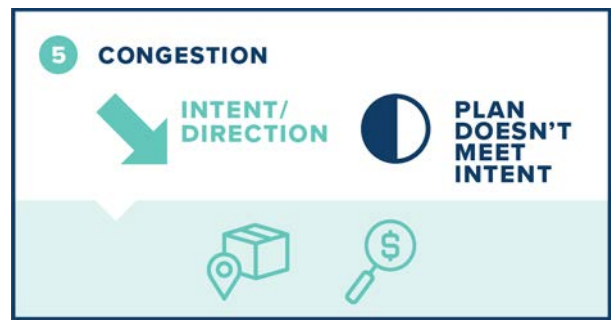 5 CONGESTION
INTENT/
DIRECTION
PLAN
DOESN'T
MEET
INTENT
$